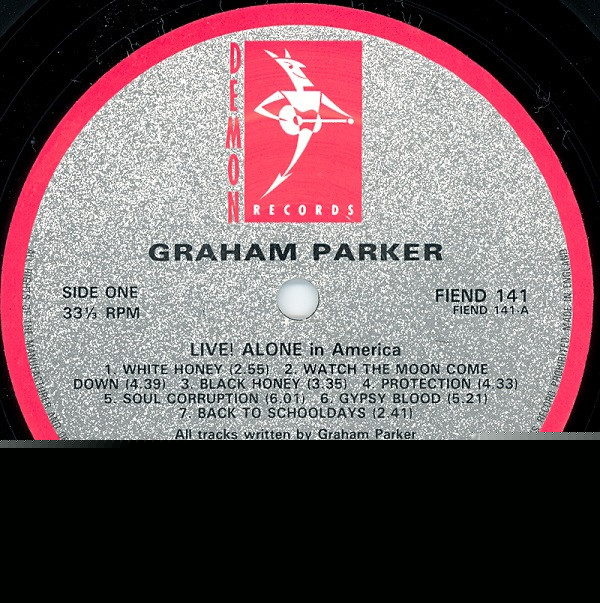 DEMON
RECORDS
GRAHAM PARKER
SIDE ONE
33⅓ RPM
FIEND 141
FIEND 141-A
LIVE! ALONE in America
1. WHITE HONEY (2.55) 2. WATCH THE MOON COME
DOWN (4.39) 3. BLACK HONEY (3.35) 4. PROTECTION (4.33)
5. SOUL CORRUPTION (6.01) 6. GYPSY BLOOD (5.21)
7. BACK TO SCHOOLDAYS (2.41)
All tracks written by Graham Parker
MADE IN ENGLAND